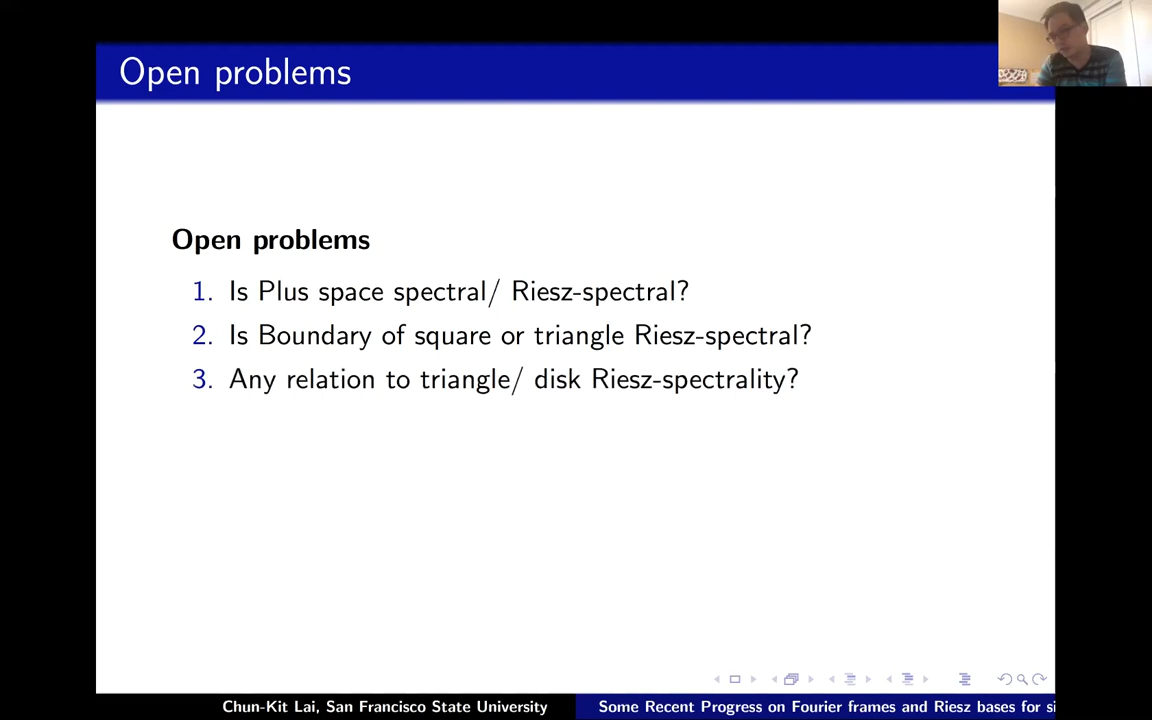 Open problems
Open problems
1. Is Plus space spectral/ Riesz-spectral?
2. Is Boundary of square or triangle Riesz-spectral?
3. Any relation to triangle/ disk Riesz-spectrality?
Chun-Kit Lai, San Francisco State University
Some Recent Progress on Fourier frames and Riesz bases for si